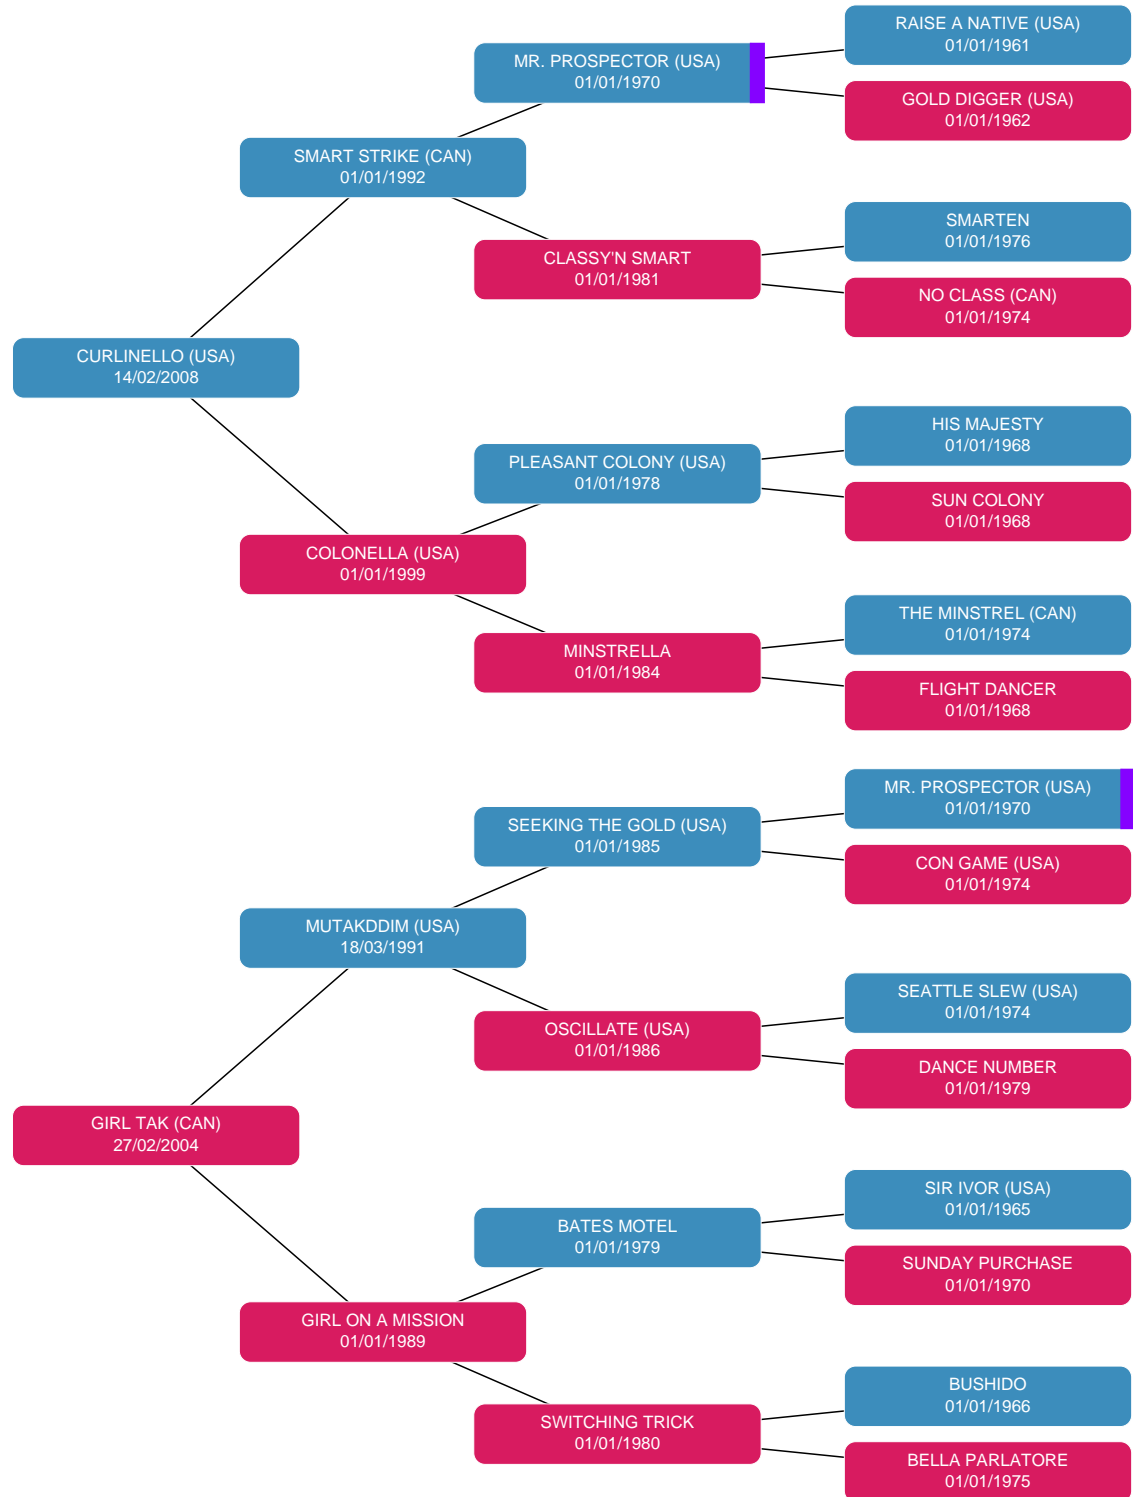 RAISE A NATIVE (USA)
01/01/1961
MR. PROSPECTOR (USA)
01/01/1970
GOLD DIGGER (USA)
01/01/1962
SMART STRIKE (CAN)
01/01/1992
SMARTEN
01/01/1976
CLASSY'N SMART
01/01/1981
NO CLASS (CAN)
01/01/1974
CURLINELLO (USA)
14/02/2008
HIS MAJESTY
01/01/1968
PLEASANT COLONY (USA)
01/01/1978
SUN COLONY
01/01/1968
COLONELLA (USA)
01/01/1999
THE MINSTREL (CAN)
01/01/1974
MINSTRELLA
01/01/1984
FLIGHT DANCER
01/01/1968
MR. PROSPECTOR (USA)
01/01/1970
SEEKING THE GOLD (USA)
01/01/1985
CON GAME (USA)
01/01/1974
MUTAKDDIM (USA)
18/03/1991
SEATTLE SLEW (USA)
01/01/1974
OSCILLATE (USA)
01/01/1986
DANCE NUMBER
01/01/1979
GIRL TAK (CAN)
27/02/2004
SIR IVOR (USA)
01/01/1965
BATES MOTEL
01/01/1979
SUNDAY PURCHASE
01/01/1970
GIRL ON A MISSION
01/01/1989
BUSHIDO
01/01/1966
SWITCHING TRICK
01/01/1980
BELLA PARLATORE
01/01/1975